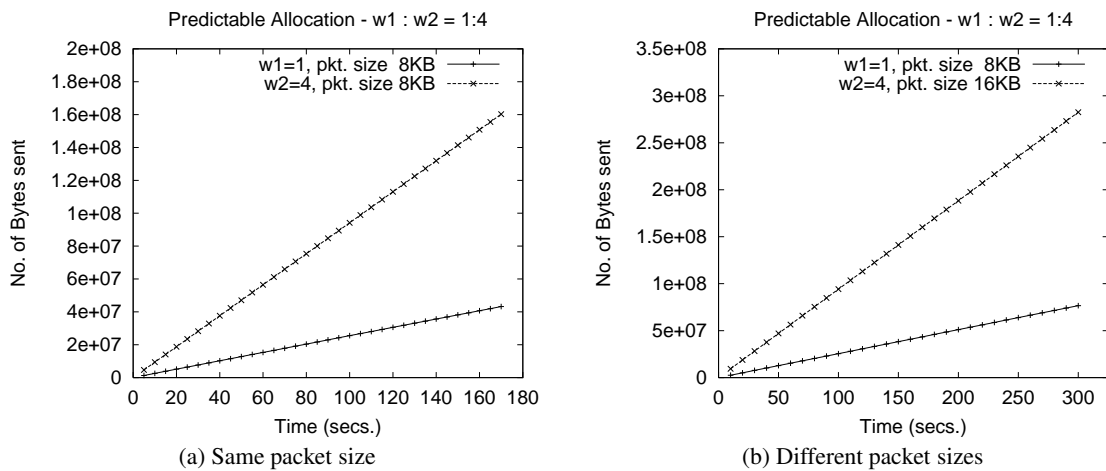 Predictable Allocation - w1 : w2 = 1:4
2e+08
1.8e+08
1.6e+08
1.4e+08
1.2e+08
1e+08
8e+07
6e+07
4e+07
2e+07
0
No. of Bytes sent
w1=1, pkt. size 8KB
w2=4, pkt. size 8KB
0 20 40 60 80 100 120 140 160 180
Time (secs.)
(a) Same packet size
Predictable Allocation - w1 : w2 = 1:4
3.5e+08
3e+08
2.5e+08
2e+08
1.5e+08
1e+08
5e+07
0
No. of Bytes sent
w1=1, pkt. size 8KB
w2=4, pkt. size 16KB
0 50 100 150 200 250 300
Time (secs.)
(b) Different packet sizes